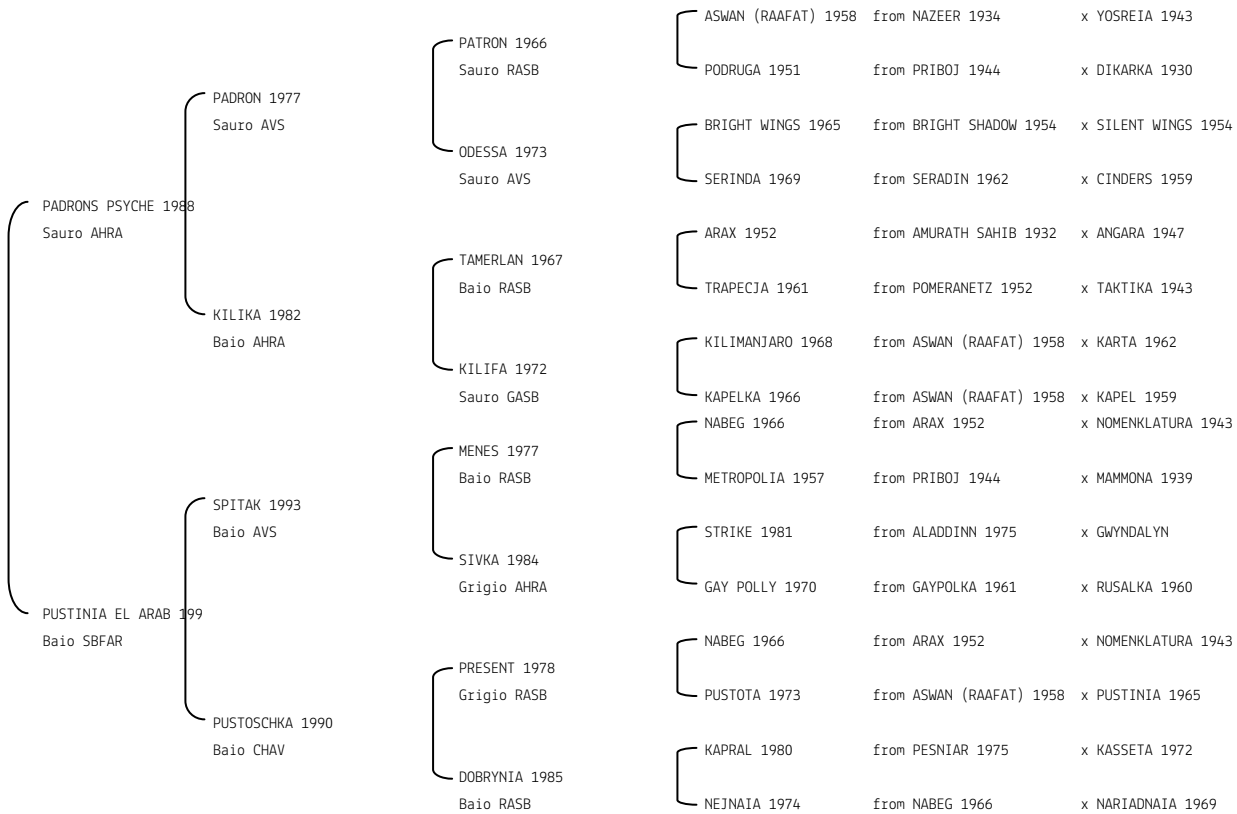 ASWAN (RAAFAT) 1958 from NAZEER 1934 x YOSREIA 1943
PATRON 1966
Sauro RASB
PODRUGA 1951 from PRIBOJ 1944 x DIKARKA 1930
PADRON 1977
Sauro AVS
BRIGHT WINGS 1965 from BRIGHT SHADOW 1954 x SILENT WINGS 1954
ODESSA 1973
Sauro AVS
SERINDA 1969 from SERADIN 1962 x CINDERS 1959
PADRONS PSYCHE 1988
Sauro AHRA
ARAX 1952 from AMURATH SAHIB 1932 x ANGARA 1947
TAMERLAN 1967
Baio RASB
TRAPECJA 1961 from POMERANETZ 1952 x TAKTIKA 1943
KILIKA 1982
Baio AHRA
KILIMANJARO 1968 from ASWAN (RAAFAT) 1958 x KARTA 1962
KILIFA 1972
Sauro GASB
KAPELKA 1966 from ASWAN (RAAFAT) 1958 x KAPEL 1959
NABEG 1966 from ARAX 1952 x NOMENKLATURA 1943
MENES 1977
Baio RASB
METROPOLIA 1957 from PRIBOJ 1944 x MAMMONA 1939
SPITAK 1993
Baio AVS
STRIKE 1981 from ALADDINN 1975 x GWYNDALYN
SIVKA 1984
Grigio AHRA
GAY POLLY 1970 from GAYPOLKA 1961 x RUSALKA 1960
PUSTINIA EL ARAB 199
Baio SBFAR
NABEG 1966 from ARAX 1952 x NOMENKLATURA 1943
PRESENT 1978
Grigio RASB
PUSTOTA 1973 from ASWAN (RAAFAT) 1958 x PUSTINIA 1965
PUSTOSCHKA 1990
Baio CHAV
KAPRAL 1980 from PESNIAR 1975 x KASSETA 1972
DOBRYNIA 1985
Baio RASB
NEJNAIA 1974 from NABEG 1966 x NARIADNAIA 1969